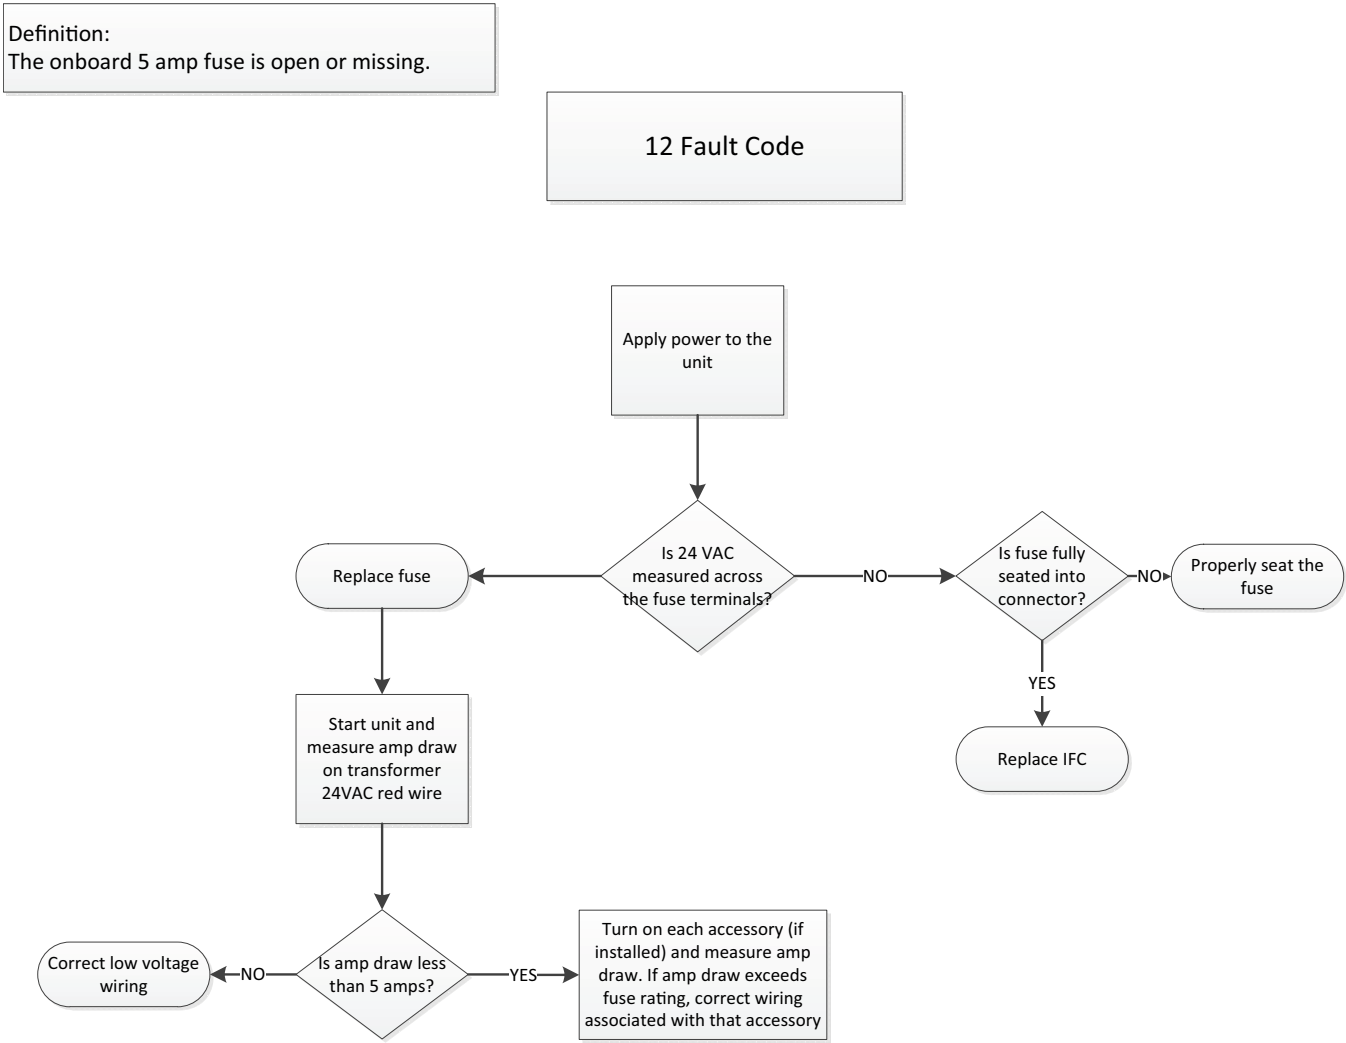 Definition:
The onboard 5 amp fuse is open or missing.
12 Fault Code
Apply power to the
unit
Is 24 VAC
measured across
the fuse terminals?
Replace fuse
NO
Is fuse fully
seated into
connector?
NO
Properly seat the
fuse
YES
Replace IFC
Start unit and
measure amp draw
on transformer
24VAC red wire
Is amp draw less
than 5 amps?
NO
Correct low voltage
wiring
YES
Turn on each accessory (if
installed) and measure amp
draw. If amp draw exceeds
fuse rating, correct wiring
associated with that accessory